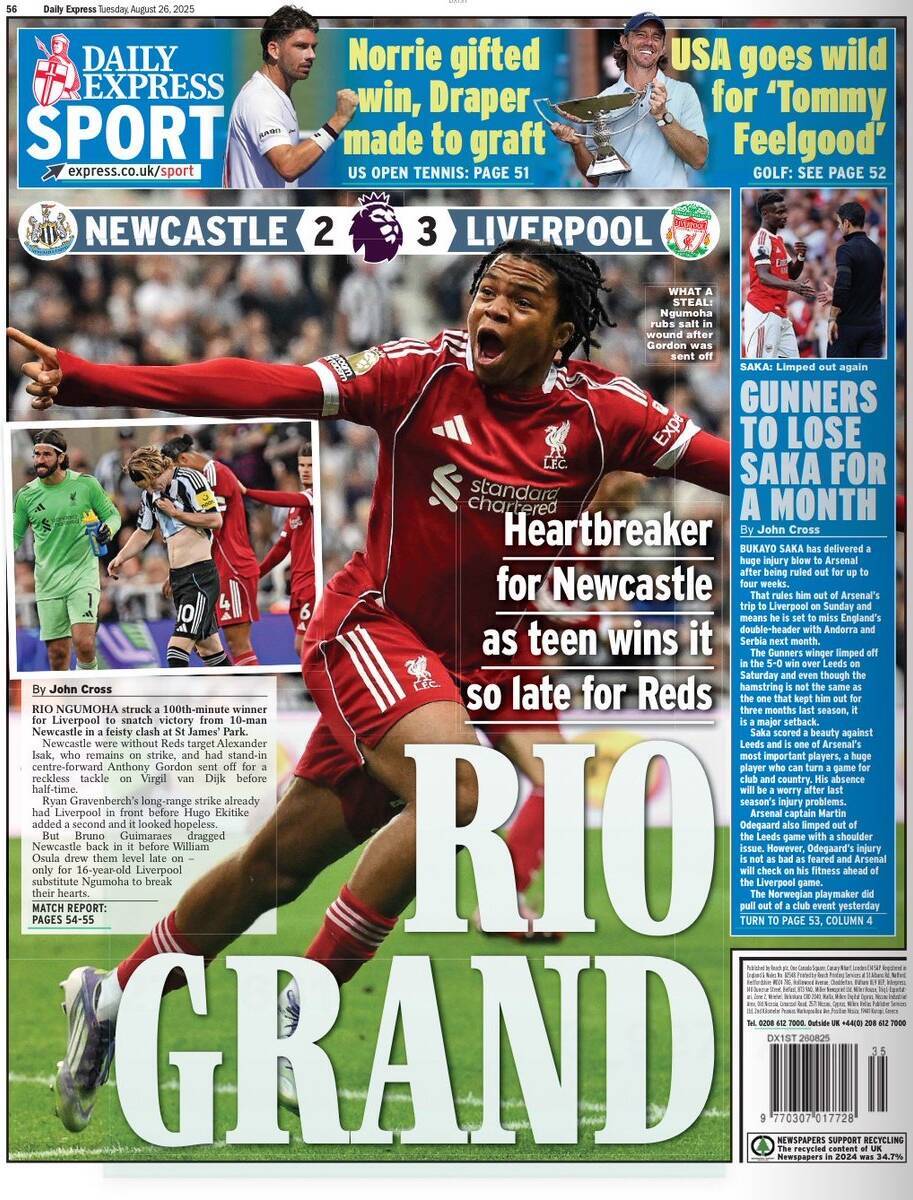 56 Daily Express Tuesday, August 26, 2025
DAILY
EXPRESS
SPORT
express.co.uk/sport
Norrie gifted
win, Draper
made to graft
US OPEN TENNIS: PAGE 51
USA goes wild
for ‘Tommy
Feelgood’
GOLF: SEE PAGE 52
NEWCASTLE 2 3 LIVERPOOL
WHAT A
STEAL:
Ngumoha
rubs salt in
wound after
Gordon was
sent off
L.F.C.
standard
chartered
Expe
L.F.C.
1
10
4
6
Heartbreaker
for Newcastle
as teen wins it
so late for Reds
RIO
GRAND
By John Cross
RIO NGUMOHA struck a 100th-minute winner
for Liverpool to snatch victory from 10-man
Newcastle in a feisty clash at St James’ Park.
Newcastle were without Reds target Alexander
Isak, who remains on strike, and had stand-in
centre-forward Anthony Gordon sent off for a
reckless tackle on Virgil van Dijk before
half-time.
Ryan Gravenberch’s long-range strike already
had Liverpool in front before Hugo Ekitike
added a second and it looked hopeless.
But Bruno Guimaraes dragged
Newcastle back in it before William
Osula drew them level late on –
only for 16-year-old Liverpool
substitute Ngumoha to break
their hearts.
MATCH REPORT:
PAGES 54-55
SAKA: Limped out again
GUNNERS
TO LOSE
SAKA FOR
A MONTH
By John Cross
BUKAYO SAKA has delivered a
huge injury blow to Arsenal
after being ruled out for up to
four weeks.
That rules him out of Arsenal’s
trip to Liverpool on Sunday and
means he is set to miss England’s
double-header with Andorra and
Serbia next month.
The Gunners winger limped off
in the 5-0 win over Leeds on
Saturday and even though the
hamstring is not the same as
the one that kept him out for
three months last season, it
is a major setback.
Saka scored a beauty against
Leeds and is one of Arsenal’s
most important players, a huge
player who can turn a game for
club and country. His absence
will be a worry after last
season’s injury problems.
Arsenal captain Martin
Odegaard also limped out of
the Leeds game with a shoulder
issue. However, Odegaard’s injury
is not as bad as feared and Arsenal
will check on his fitness ahead of
the Liverpool game.
The Norwegian playmaker did
pull out of a club event yesterday
TURN TO PAGE 53, COLUMN 4
Tel. 0208 612 7000. Outside UK +44(0) 208 612 7000
DX1ST 260825
35
9 770307 017728
NEWSPAPERS SUPPORT RECYCLING
The recycled content of UK
Newspapers in 2024 was 34.7%